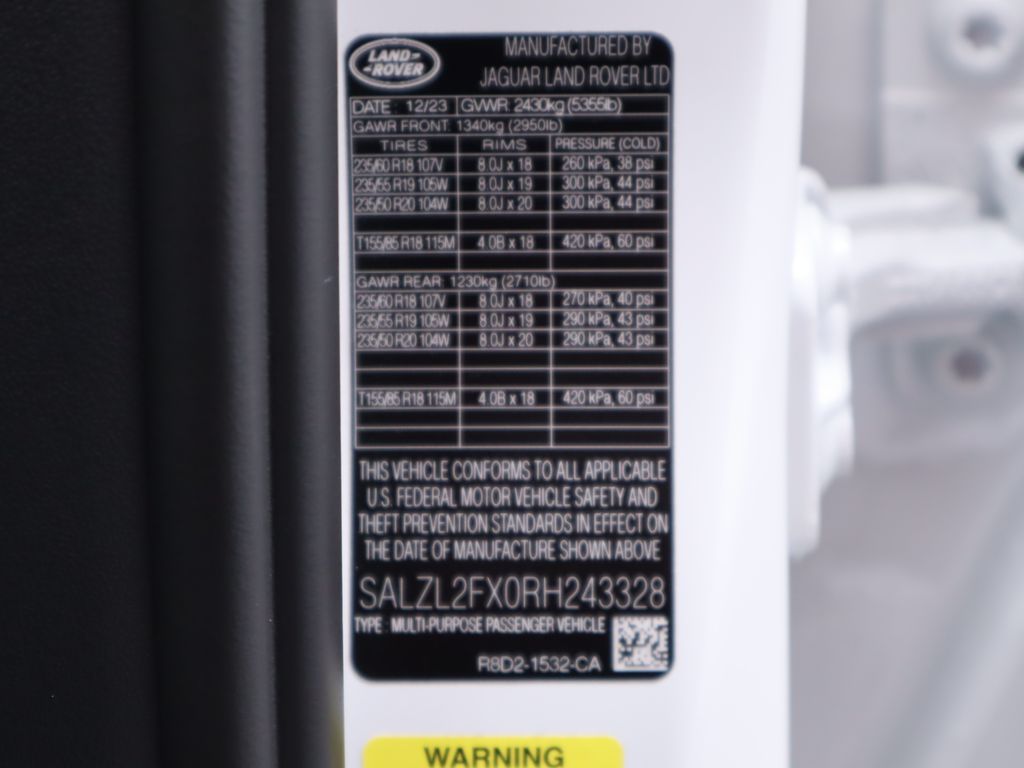 LAND-
-ROVER
MANUFACTURED BY
JAGUAR LAND ROVER LTD
DATE : 12/23 GVWR: 2430kg (5355lb)
GAWR FRONT: 1340kg (2950lb)
TIRES RIMS PRESSURE (COLD)
235/60 R18 107V 8.0J x 18 260 kPa, 38 psi
235/55 R19 105W 8.0J x 19 300 kPa, 44 psi
235/50 R20 104W 8.0J x 20 300 kPa, 44 psi
T155/85 R18 115M 4.0B x 18 420 kPa, 60 psi
GAWR REAR: 1230kg (2710lb)
235/60 R18 107V 8.0J x 18 270 kPa, 40 psi
235/55 R19 105W 8.0J x 19 290 kPa, 43 psi
235/50 R20 104W 8.0J x 20 290 kPa, 43 psi
T155/85 R18 115M 4.0B x 18 420 kPa, 60 psi
THIS VEHICLE CONFORMS TO ALL APPLICABLE
U.S. FEDERAL MOTOR VEHICLE SAFETY AND
THEFT PREVENTION STANDARDS IN EFFECT ON
THE DATE OF MANUFACTURE SHOWN ABOVE
SALZL2FX0RH243328
TYPE : MULTI-PURPOSE PASSENGER VEHICLE
R8D2-1532-CA
WARNING